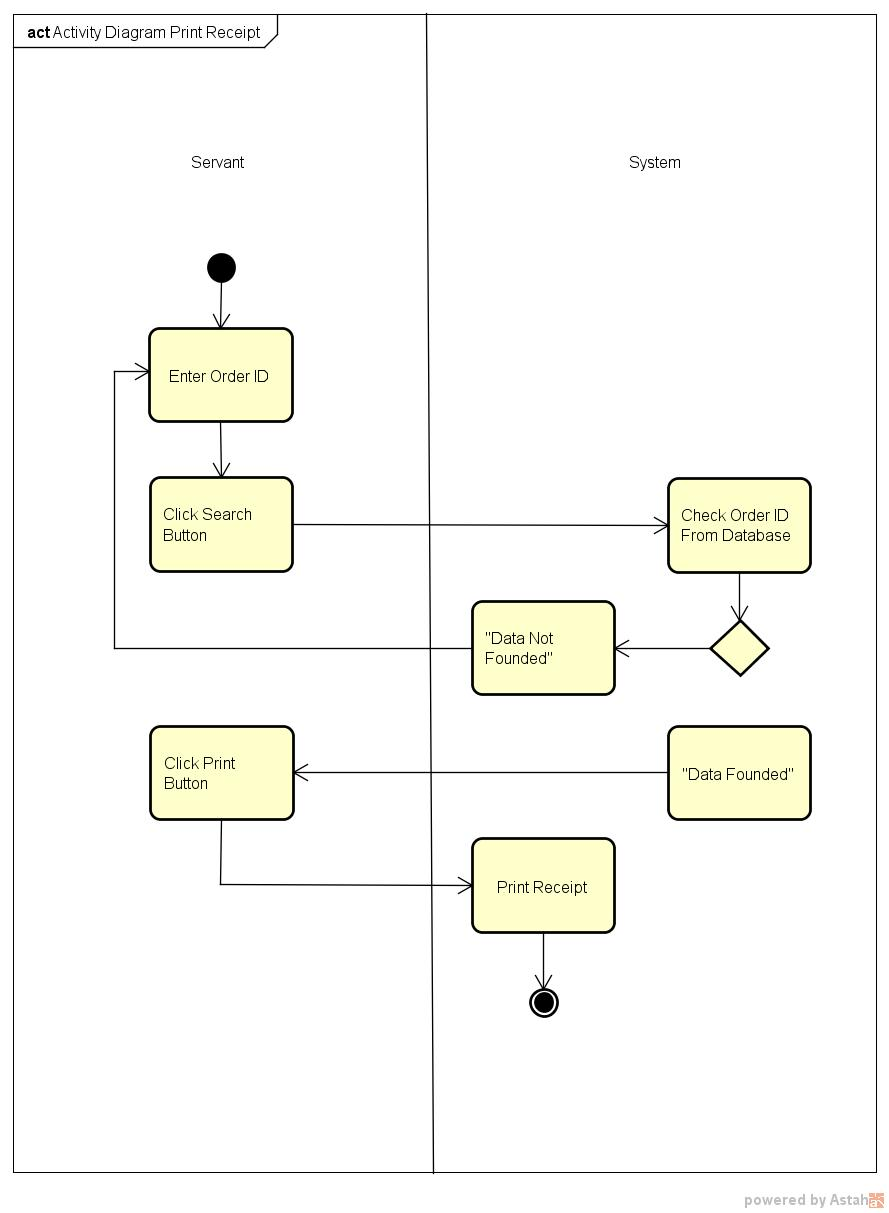 act Activity Diagram Print Receipt
Servant
System
Enter Order ID
Click Search
Button
Check Order ID
From Database
"Data Not
Founded"
Click Print
Button
"Data Founded"
Print Receipt
powered by Astah